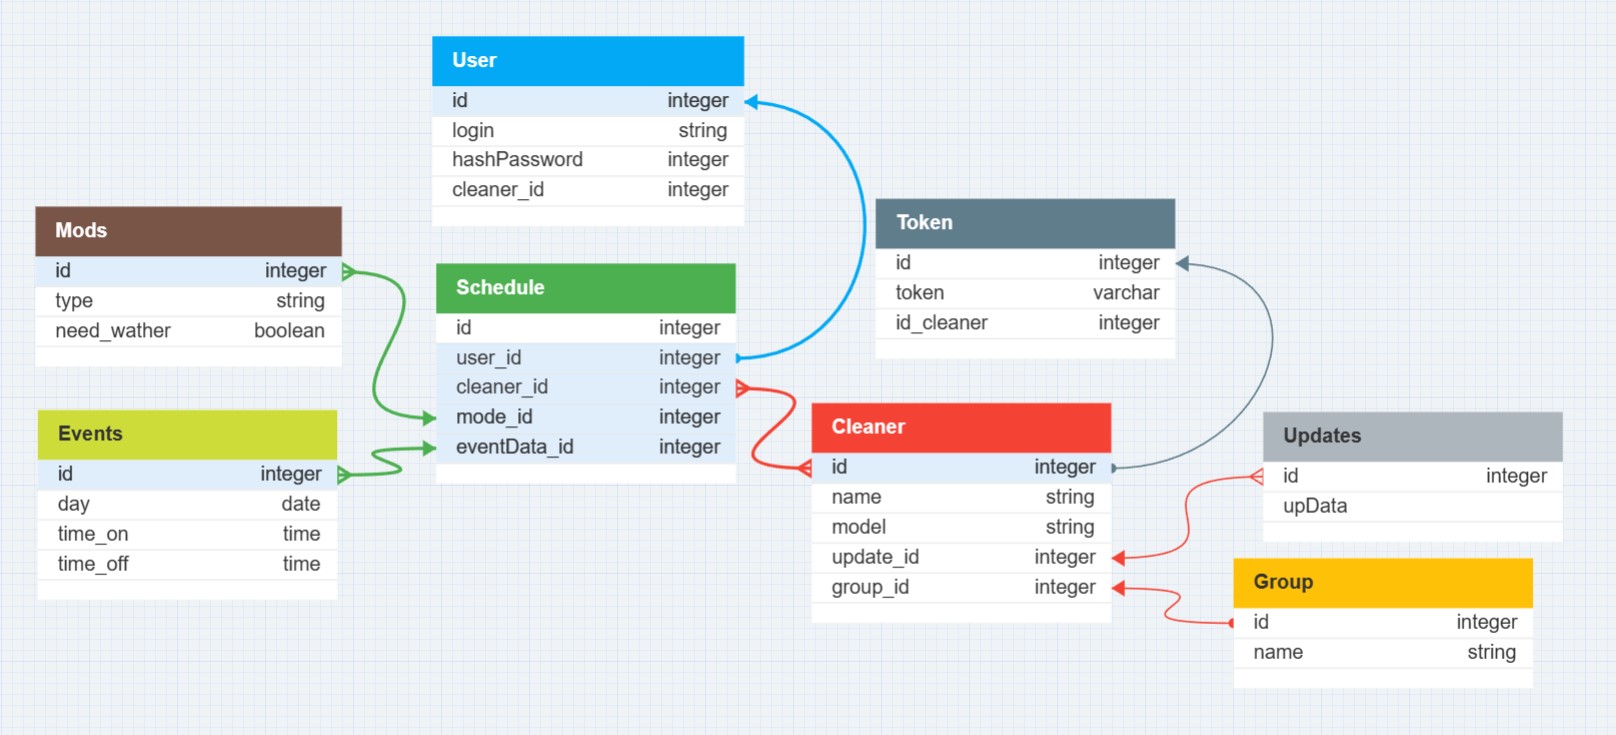 User
id integer
login string
hashPassword integer
cleaner_id integer
Mods
id integer
type string
need_wather boolean
Schedule
id integer
user_id integer
cleaner_id integer
mode_id integer
eventData_id integer
Token
id integer
token varchar
id_cleaner integer
Events
id integer
day date
time_on time
time_off time
Cleaner
id integer
name string
model string
update_id integer
group_id integer
Updates
id integer
upData
Group
id integer
name string